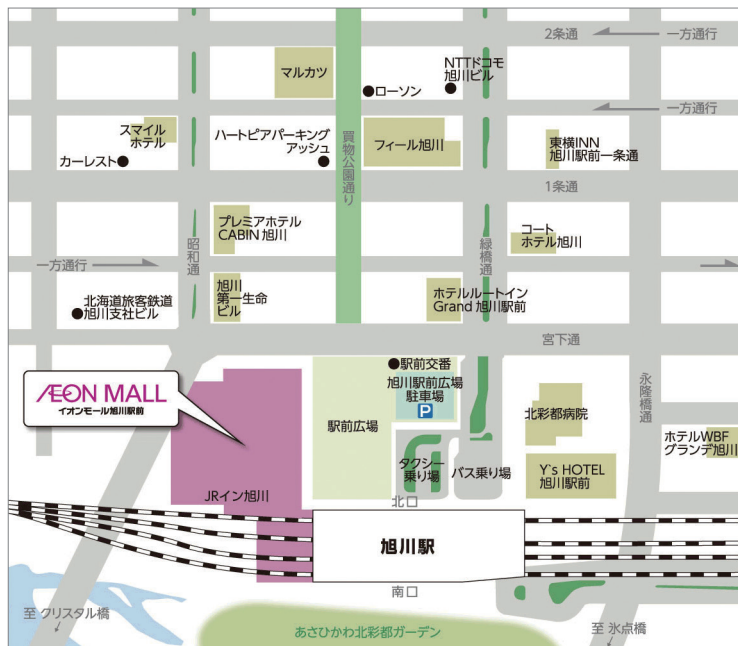 2条通
一方通行
NTTドコモ
旭川ビル
マルカツ
ローソン
一方通行
スマイル
ホテル
ハートピアパーキング
アッシュ
フィール旭川
東横INN
旭川駅前一条通
カーレスト
買物公園通り
1条通
プレミアホテル
CABIN 旭川
コート
ホテル旭川
昭和通
緑橋通
一方通行
北海道旅客鉄道
旭川支社ビル
旭川
第一生命
ビル
ホテルルートイン
Grand 旭川駅前
宮下通
駅前交番
旭川駅前広場
駐車場
P
永隆橋通
ÆON MALL
イオンモール旭川駅前
駅前広場
北彩都病院
ホテルWBF
グランデ旭川
タクシー
乗り場
バス乗り場
Y's HOTEL
旭川駅前
JRイン旭川
北口
旭川駅
南口
至 クリスタル橋
あさひかわ北彩都ガーデン
至 氷点橋